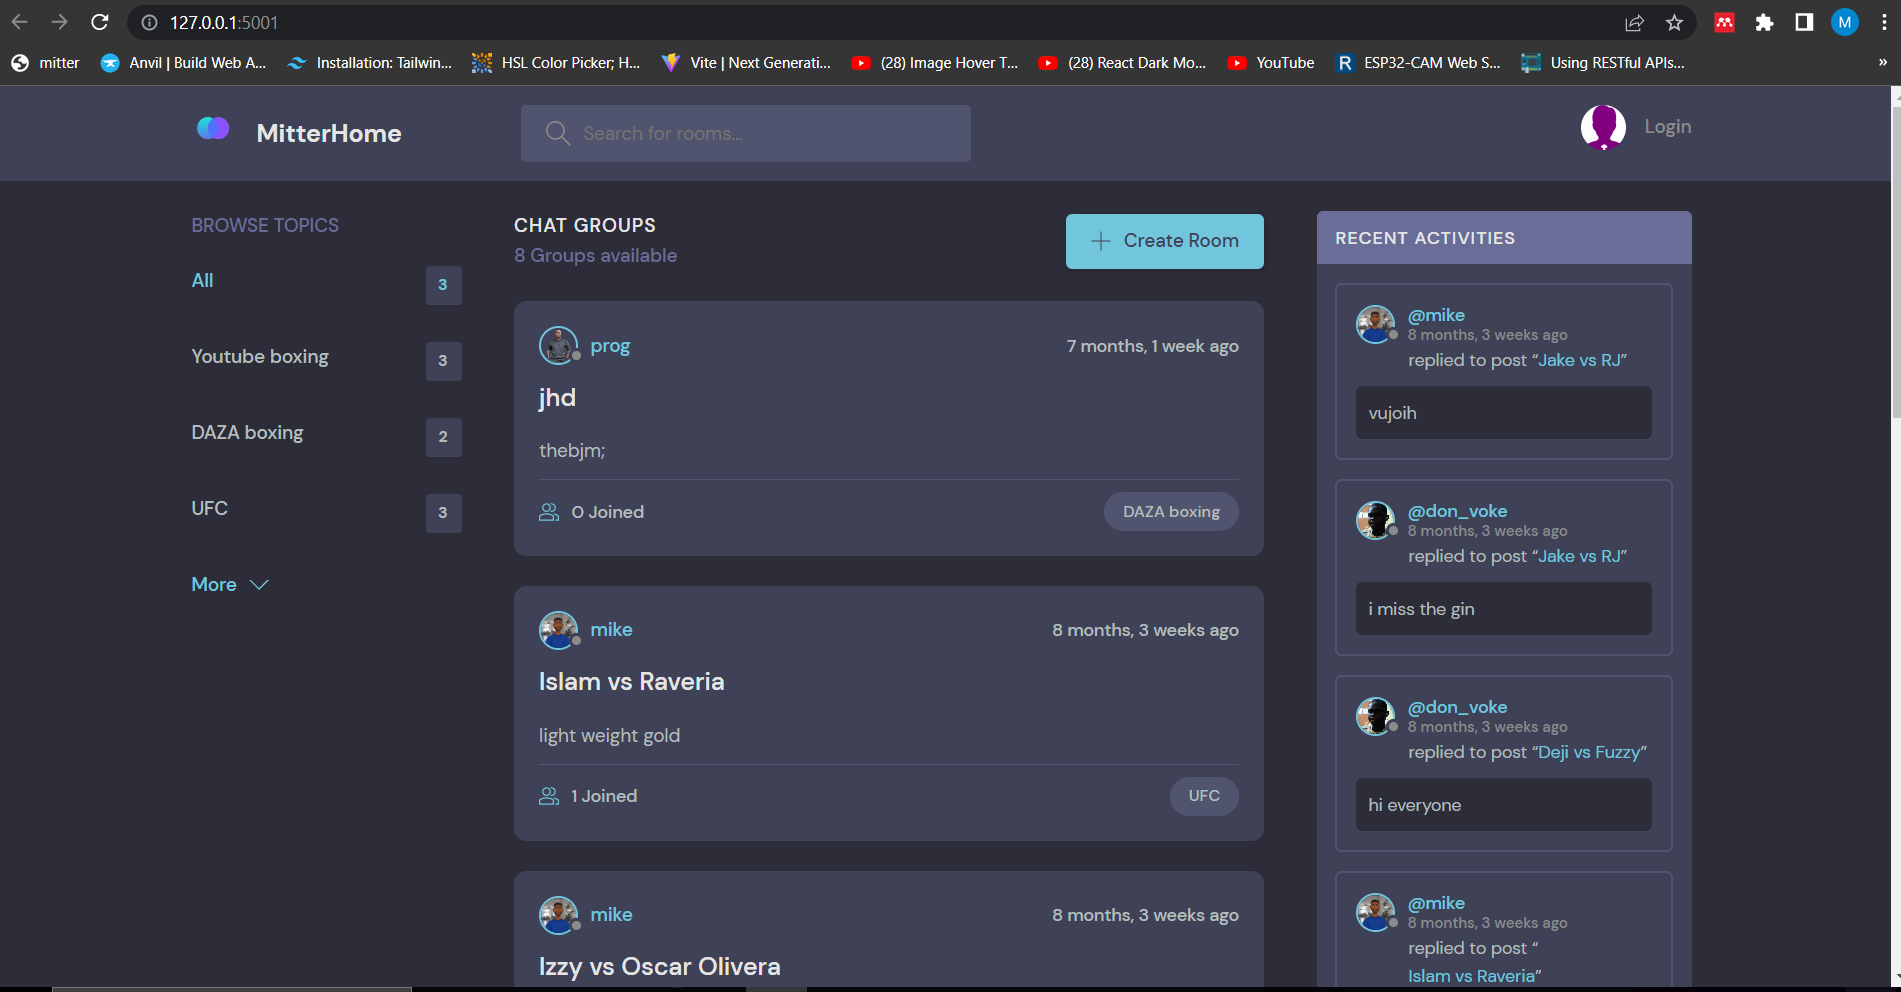 127.0.0.1:5001
M
mitter
Anvil | Build Web A...
Installation: Tailwin...
HSL Color Picker; H...
Vite | Next Generati...
(28) Image Hover T...
(28) React Dark Mo...
YouTube
R ESP32-CAM Web S...
Using RESTful APIs...
»
MitterHome
Search for rooms...
Login
BROWSE TOPICS
All
3
Youtube boxing
3
DAZA boxing
2
UFC
3
More
CHAT GROUPS
8 Groups available
Create Room
prog
7 months, 1 week ago
jhd
thebjm;
0 Joined
DAZA boxing
mike
8 months, 3 weeks ago
Islam vs Raveria
light weight gold
1 Joined
UFC
mike
8 months, 3 weeks ago
Izzy vs Oscar Olivera
RECENT ACTIVITIES
@mike
8 months, 3 weeks ago
replied to post “Jake vs RJ”
vujoih
@don_voke
8 months, 3 weeks ago
replied to post “Jake vs RJ”
i miss the gin
@don_voke
8 months, 3 weeks ago
replied to post “Deji vs Fuzzy”
hi everyone
@mike
8 months, 3 weeks ago
replied to post “
Islam vs Raveria”